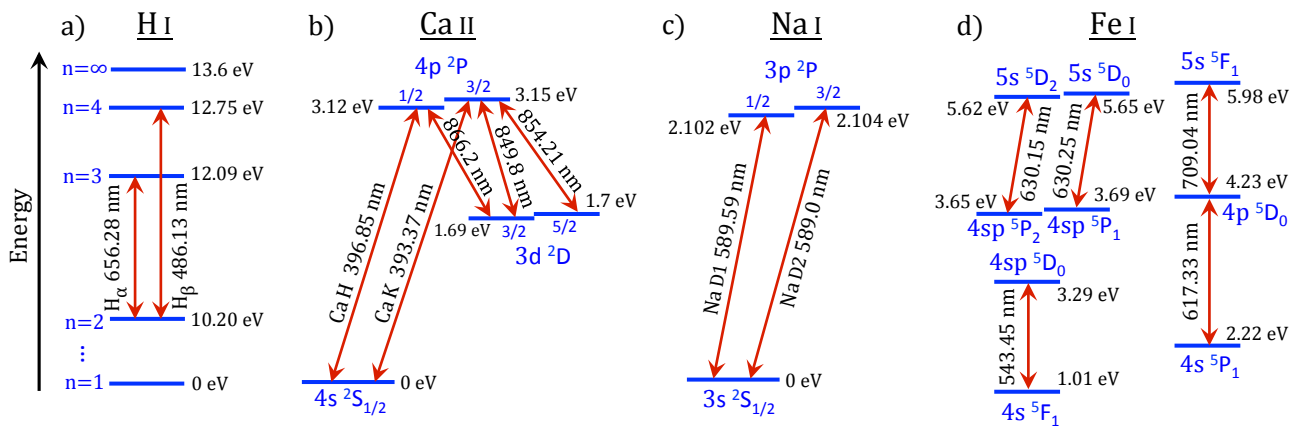 a) H I
Energy
n=∞ 13.6 eV
n=4 12.75 eV
n=3 12.09 eV
Hα 656.28 nm
Hβ 486.13 nm
n=2 10.20 eV
⋮
n=1 0 eV
b) Ca II
4p ²P
1/2 3/2
3.12 eV 3.15 eV
Ca H 396.85 nm
Ca K 393.37 nm
866.2 nm
849.8 nm
854.21 nm
1.69 eV 3/2 5/2 1.7 eV
3d ²D
0 eV
4s ²S₁/₂
c) Na I
3p ²P
1/2 3/2
2.102 eV 2.104 eV
Na D1 589.59 nm
Na D2 589.0 nm
0 eV
3s ²S₁/₂
d) Fe I
5s ⁵D₂ 5s ⁵D₀ 5s ⁵F₁
5.62 eV 5.65 eV 5.98 eV
630.15 nm
630.25 nm
709.04 nm
3.65 eV 3.69 eV 4.23 eV
4sp ⁵P₂ 4sp ⁵P₁ 4p ⁵D₀
4sp ⁵D₀
3.29 eV
543.45 nm
617.33 nm
1.01 eV 2.22 eV
4s ⁵F₁ 4s ⁵P₁